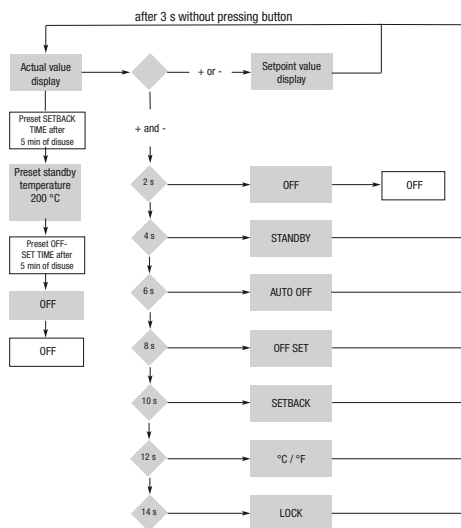 after 3 s without pressing button
Actual value
display
+ or -
Setpoint value
display
Preset SETBACK
TIME after
5 min of disuse
+ and -
Preset standby
temperature
200 °C
2 s
OFF
OFF
Preset OFF-
SET TIME after
5 min of disuse
4 s
STANDBY
OFF
6 s
AUTO OFF
OFF
8 s
OFF SET
10 s
SETBACK
12 s
°C / °F
14 s
LOCK